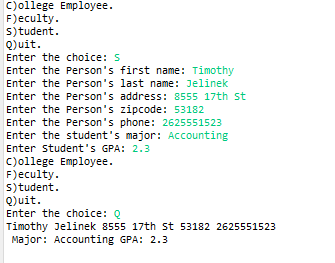 C)ollege Employee.
F)eculty.
S)tudent.
Q)uit.
Enter the choice: S
Enter the Person's first name: Timothy
Enter the Person's last name: Jelinek
Enter the Person's address: 8555 17th St
Enter the Person's zipcode: 53182
Enter the Person's phone: 2625551523
Enter the student's major: Accounting
Enter Student's GPA: 2.3
C)ollege Employee.
F)eculty.
S)tudent.
Q)uit.
Enter the choice: Q
Timothy Jelinek 8555 17th St 53182 2625551523
 Major: Accounting GPA: 2.3